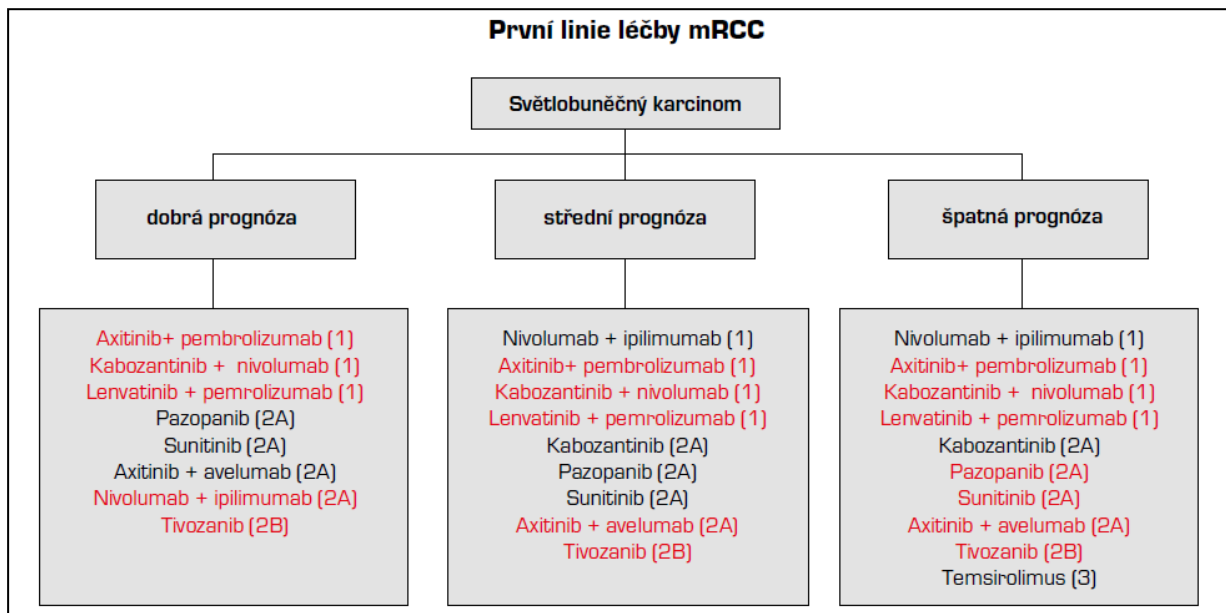 První linie léčby mRCC
Světlobuněčný karcinom
dobrá prognóza
střední prognóza
špatná prognóza
Axitinib+ pembrolizumab (1)
Kabozantinib + nivolumab (1)
Lenvatinib + pemrolizumab (1)
Pazopanib (2A)
Sunitinib (2A)
Axitinib + avelumab (2A)
Nivolumab + ipilimumab (2A)
Tivozanib (2B)
Nivolumab + ipilimumab (1)
Axitinib+ pembrolizumab (1)
Kabozantinib + nivolumab (1)
Lenvatinib + pemrolizumab (1)
Kabozantinib (2A)
Pazopanib (2A)
Sunitinib (2A)
Axitinib + avelumab (2A)
Tivozanib (2B)
Nivolumab + ipilimumab (1)
Axitinib+ pembrolizumab (1)
Kabozantinib + nivolumab (1)
Lenvatinib + pemrolizumab (1)
Kabozantinib (2A)
Pazopanib (2A)
Sunitinib (2A)
Axitinib + avelumab (2A)
Tivozanib (2B)
Temsirolimus (3)